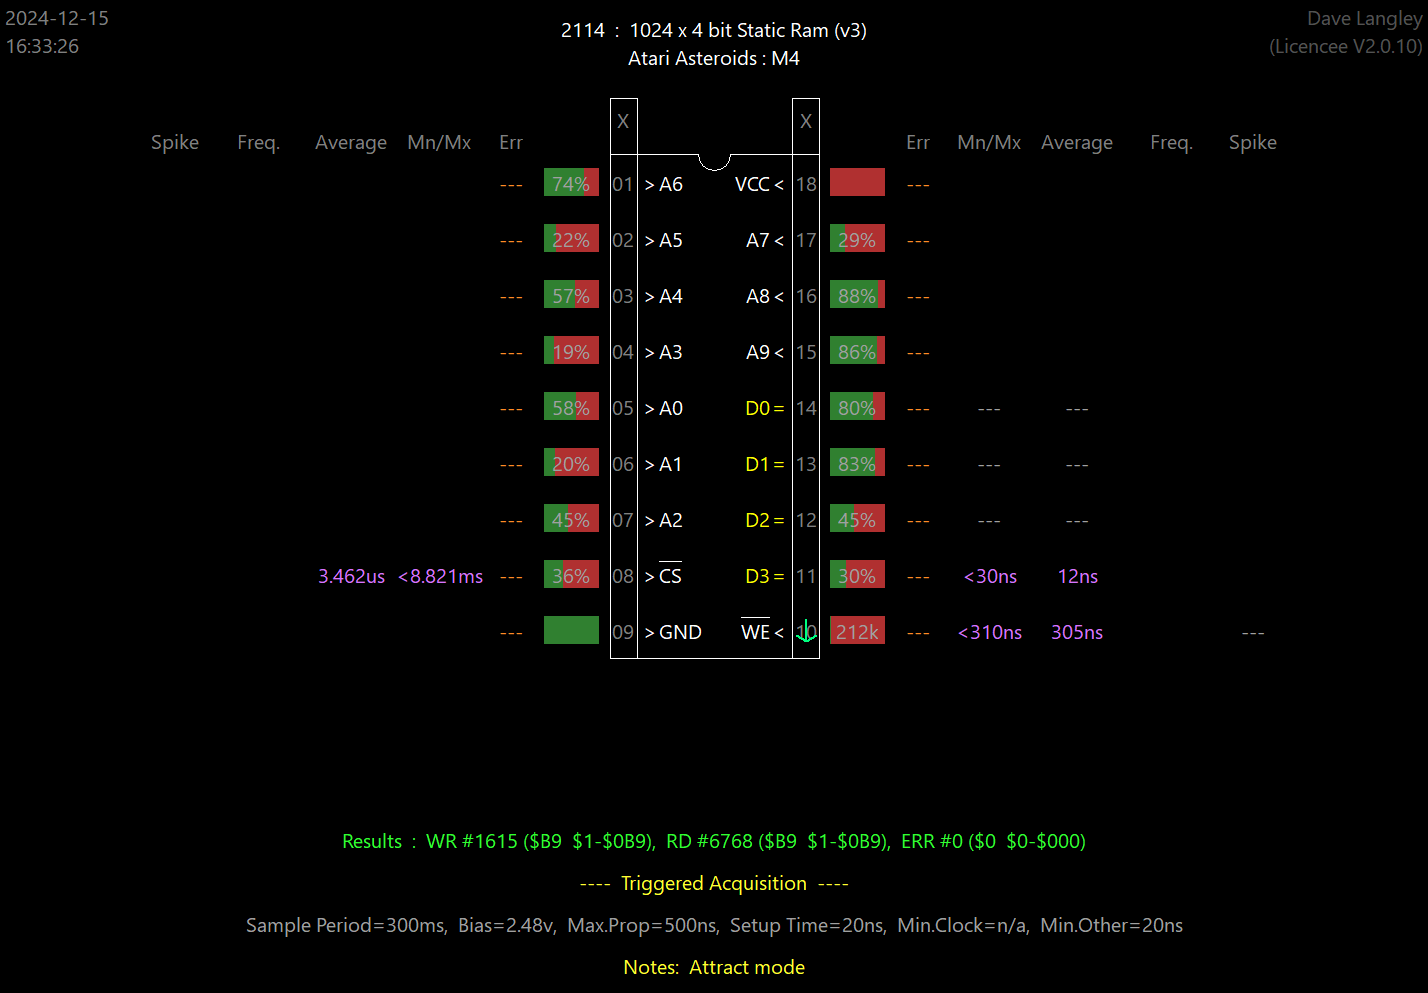 2024-12-15
16:33:26
2114 : 1024 x 4 bit Static Ram (v3)
Atari Asteroids : M4
Dave Langley
(Licencee V2.0.10)
X X
Spike Freq. Average Mn/Mx Err Err Mn/Mx Average Freq. Spike
--- 74% 01 > A6 VCC < 18 ---
--- 22% 02 > A5 A7 < 17 29% ---
--- 57% 03 > A4 A8 < 16 88% ---
--- 19% 04 > A3 A9 < 15 86% ---
--- 58% 05 > A0 D0 = 14 80% --- --- ---
--- 20% 06 > A1 D1 = 13 83% --- --- ---
--- 45% 07 > A2 D2 = 12 45% --- --- ---
3.462us <8.821ms --- 36% 08 > C̅S̅ D3 = 11 30% --- <30ns 12ns
--- 09 > GND W̅E̅ < 10 212k --- <310ns 305ns ---
Results : WR #1615 ($B9 $1-$0B9), RD #6768 ($B9 $1-$0B9), ERR #0 ($0 $0-$000)
---- Triggered Acquisition ----
Sample Period=300ms, Bias=2.48v, Max.Prop=500ns, Setup Time=20ns, Min.Clock=n/a, Min.Other=20ns
Notes: Attract mode